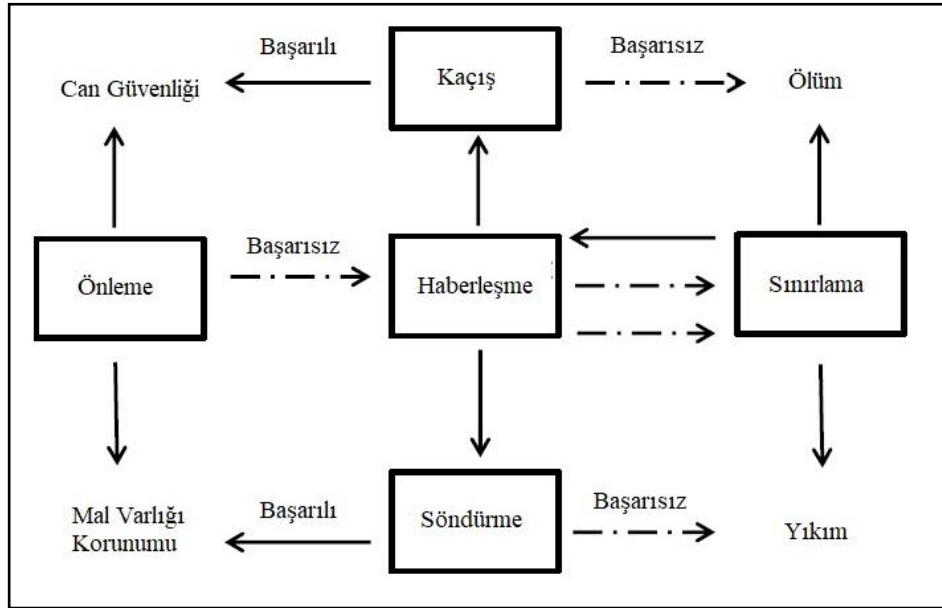 Başarılı
Kaçış
Başarısız
Can Güvenliği
Ölüm
Önleme
Başarısız
Haberleşme
Sınırlama
Mal Varlığı
Korunumu
Başarılı
Söndürme
Başarısız
Yıkım